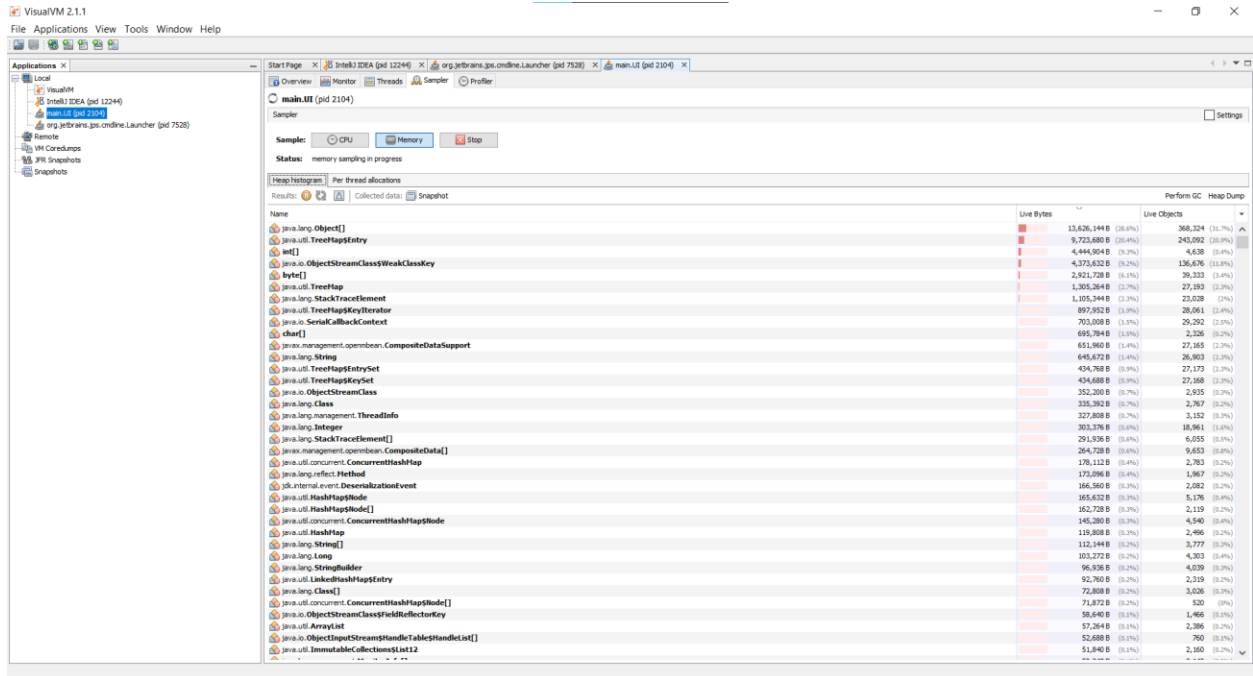 VisualVM 2.1.1
File Applications View Tools Window Help
Applications
Local
VisualVM
IntelliJ IDEA (pid 12244)
main.UI (pid 2104)
org.jetbrains.jps.cmdline.Launcher (pid 7528)
Remote
VM Coredumps
JFR Snapshots
Snapshots
Start Page IntelliJ IDEA (pid 12244) org.jetbrains.jps.cmdline.Launcher (pid 7528) main.UI (pid 2104)
Overview Monitor Threads Sampler Profiler
main.UI (pid 2104)
Sampler Settings
Sample: CPU Memory Stop
Status: memory sampling in progress
Heap histogram Per thread allocations
Results: Collected data: Snapshot Perform GC Heap Dump
Name Live Bytes Live Objects
java.lang.Object[] 13,626,144 B (28.6%) 368,324 (31.7%)
java.util.TreeMap$Entry 9,723,680 B (20.4%) 243,092 (20.9%)
int[] 4,444,904 B (9.3%) 4,638 (0.4%)
java.io.ObjectStreamClass$WeakClassKey 4,373,632 B (9.2%) 136,676 (11.8%)
byte[] 2,921,728 B (6.1%) 39,333 (3.4%)
java.util.TreeMap 1,305,264 B (2.7%) 27,193 (2.3%)
java.lang.StackTraceElement 1,105,344 B (2.3%) 23,028 (2%)
java.util.TreeMap$KeyIterator 897,952 B (1.9%) 28,061 (2.4%)
java.io.SerialCallbackContext 703,008 B (1.5%) 29,292 (2.5%)
char[] 695,784 B (1.5%) 2,326 (0.2%)
javax.management.openmbean.CompositeDataSupport 651,960 B (1.4%) 27,165 (2.3%)
java.lang.String 645,672 B (1.4%) 26,903 (2.3%)
java.util.TreeMap$EntrySet 434,768 B (0.9%) 27,173 (2.3%)
java.util.TreeMap$KeySet 434,688 B (0.9%) 27,168 (2.3%)
java.io.ObjectStreamClass 352,200 B (0.7%) 2,935 (0.3%)
java.lang.Class 335,392 B (0.7%) 2,767 (0.2%)
java.lang.management.ThreadInfo 327,808 B (0.7%) 3,152 (0.3%)
java.lang.Integer 303,376 B (0.6%) 18,961 (1.6%)
java.lang.StackTraceElement[] 291,936 B (0.6%) 6,055 (0.5%)
javax.management.openmbean.CompositeData[] 264,728 B (0.6%) 9,653 (0.8%)
java.util.concurrent.ConcurrentHashMap 178,112 B (0.4%) 2,783 (0.2%)
java.lang.reflect.Method 173,096 B (0.4%) 1,967 (0.2%)
jdk.internal.event.DeserializationEvent 166,560 B (0.3%) 2,082 (0.2%)
java.util.HashMap$Node 165,632 B (0.3%) 5,176 (0.4%)
java.util.HashMap$Node[] 162,728 B (0.3%) 2,119 (0.2%)
java.util.concurrent.ConcurrentHashMap$Node 145,280 B (0.3%) 4,540 (0.4%)
java.util.HashMap 119,808 B (0.3%) 2,496 (0.2%)
java.lang.String[] 112,144 B (0.2%) 3,777 (0.3%)
java.lang.Long 103,272 B (0.2%) 4,303 (0.4%)
java.lang.StringBuilder 96,936 B (0.2%) 4,039 (0.3%)
java.util.LinkedHashMap$Entry 92,760 B (0.2%) 2,319 (0.2%)
java.lang.Class[] 72,808 B (0.2%) 3,026 (0.3%)
java.util.concurrent.ConcurrentHashMap$Node[] 71,872 B (0.2%) 520 (0%)
java.io.ObjectStreamClass$FieldReflectorKey 58,640 B (0.1%) 1,466 (0.1%)
java.util.ArrayList 57,264 B (0.1%) 2,386 (0.2%)
java.io.ObjectInputStream$HandleTable$HandleList[] 52,688 B (0.1%) 760 (0.1%)
java.util.ImmutableCollections$List12 51,840 B (0.1%) 2,160 (0.2%)